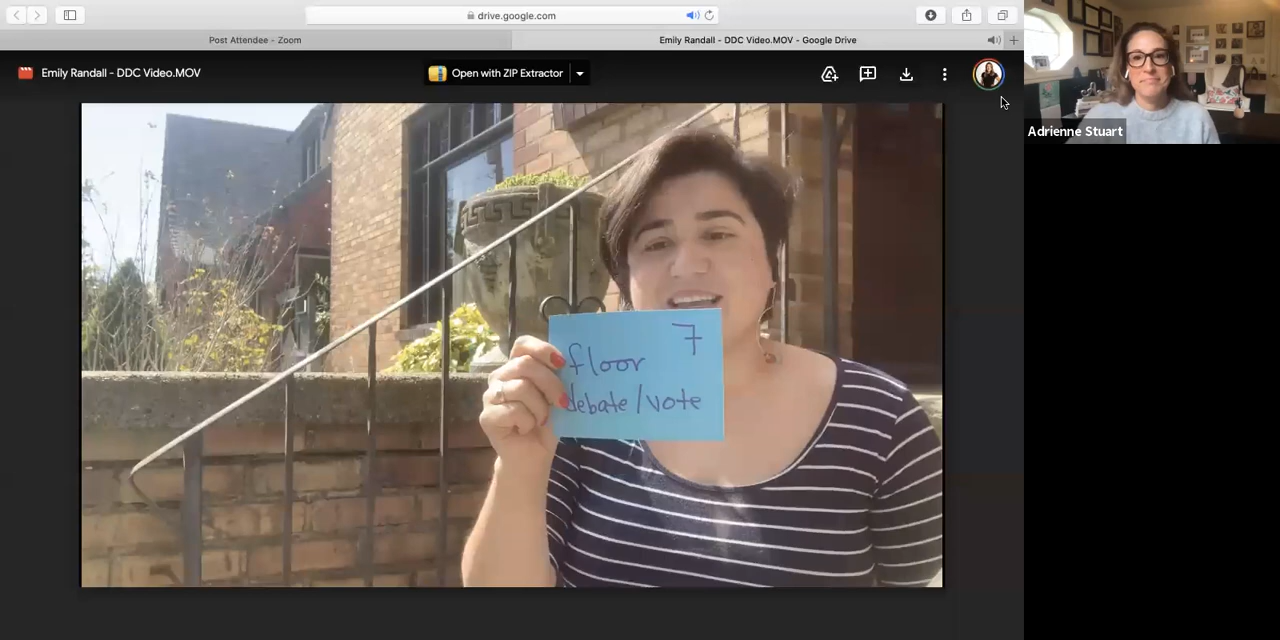 drive.google.com
Post Attendee - Zoom
Emily Randall - DDC Video.MOV - Google Drive
Emily Randall - DDC Video.MOV
Open with ZIP Extractor
Adrienne Stuart
7
floor
debate/vote